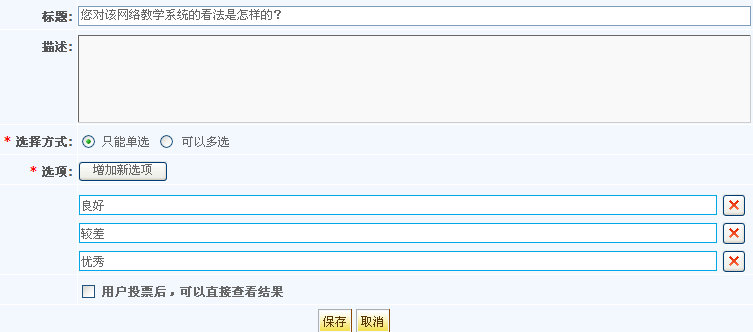 标题: 您对该网络教学系统的看法是怎样的?
描述:
* 选择方式: 只能单选 可以多选
* 选项: 增加新选项
良好
较差
优秀
用户投票后，可以直接查看结果
保存 取消